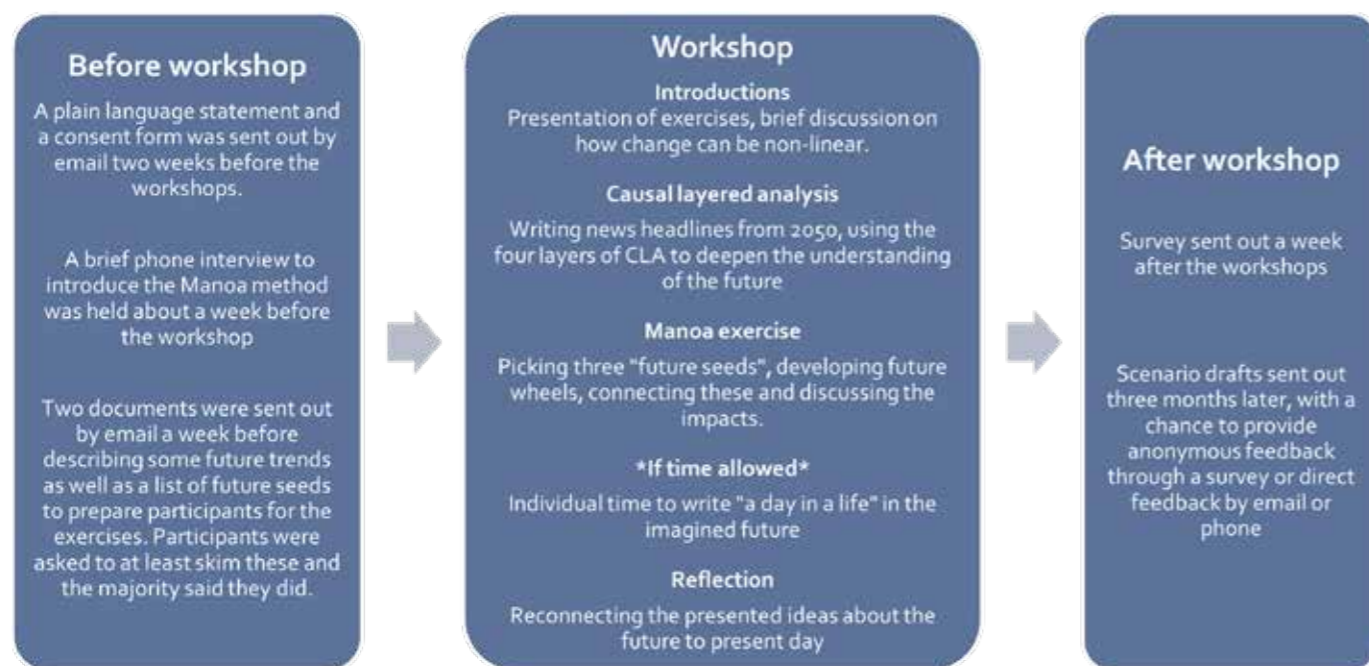 Before workshop
A plain language statement and
a consent form was sent out by
email two weeks before the
workshops.
A brief phone interview to
introduce the Manoa method
was held about a week before
the workshop
Two documents were sent out
by email a week before
describing some future trends
as well as a list of future seeds
to prepare participants for the
exercises. Participants were
asked to at least skim these and
the majority said they did.
Workshop
Introductions
Presentation of exercises, brief discussion on
how change can be non-linear.
Causal layered analysis
Writing news headlines from 2050, using the
four layers of CLA to deepen the understanding
of the future
Manoa exercise
Picking three "future seeds", developing future
wheels, connecting these and discussing the
impacts.
*If time allowed*
Individual time to write "a day in a life" in the
imagined future
Reflection
Reconnecting the presented ideas about the
future to present day
After workshop
Survey sent out a week
after the workshops
Scenario drafts sent out
three months later, with a
chance to provide
anonymous feedback
through a survey or direct
feedback by email or
phone